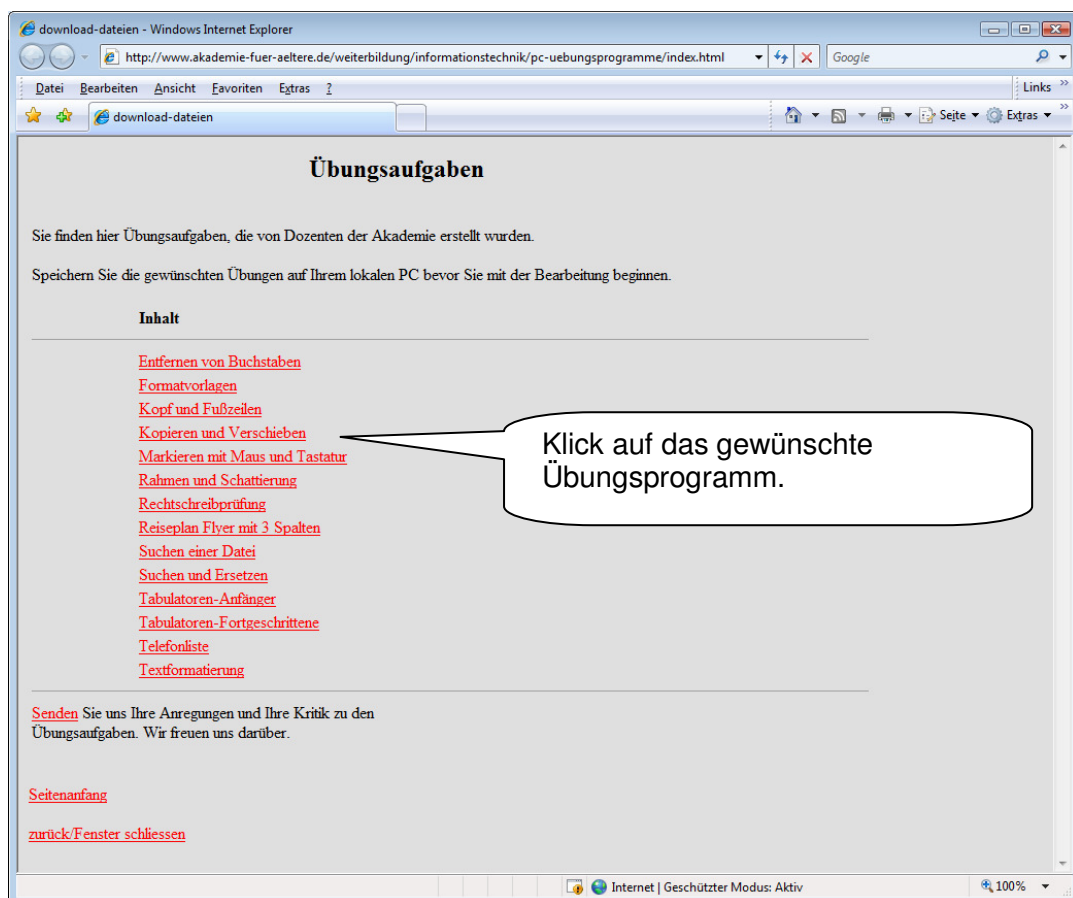 download-dateien - Windows Internet Explorer
http://www.akademie-fuer-aeltere.de/weiterbildung/informationstechnik/pc-uebungsprogramme/index.html
Google
Datei Bearbeiten Ansicht Favoriten Extras ?
Links »
download-dateien
Seite Extras »
Übungsaufgaben
Sie finden hier Übungsaufgaben, die von Dozenten der Akademie erstellt wurden.
Speichern Sie die gewünschten Übungen auf Ihrem lokalen PC bevor Sie mit der Bearbeitung beginnen.
Inhalt
Entfernen von Buchstaben
Formatvorlagen
Kopf und Fußzeilen
Kopieren und Verschieben
Markieren mit Maus und Tastatur
Rahmen und Schattierung
Rechtschreibprüfung
Reiseplan Flyer mit 3 Spalten
Suchen einer Datei
Suchen und Ersetzen
Tabulatoren-Anfänger
Tabulatoren-Fortgeschrittene
Telefonliste
Textformatierung
Klick auf das gewünschte
Übungsprogramm.
Senden Sie uns Ihre Anregungen und Ihre Kritik zu den
Übungsaufgaben. Wir freuen uns darüber.
Seitenanfang
zurück/Fenster schliessen
Internet | Geschützter Modus: Aktiv
100%